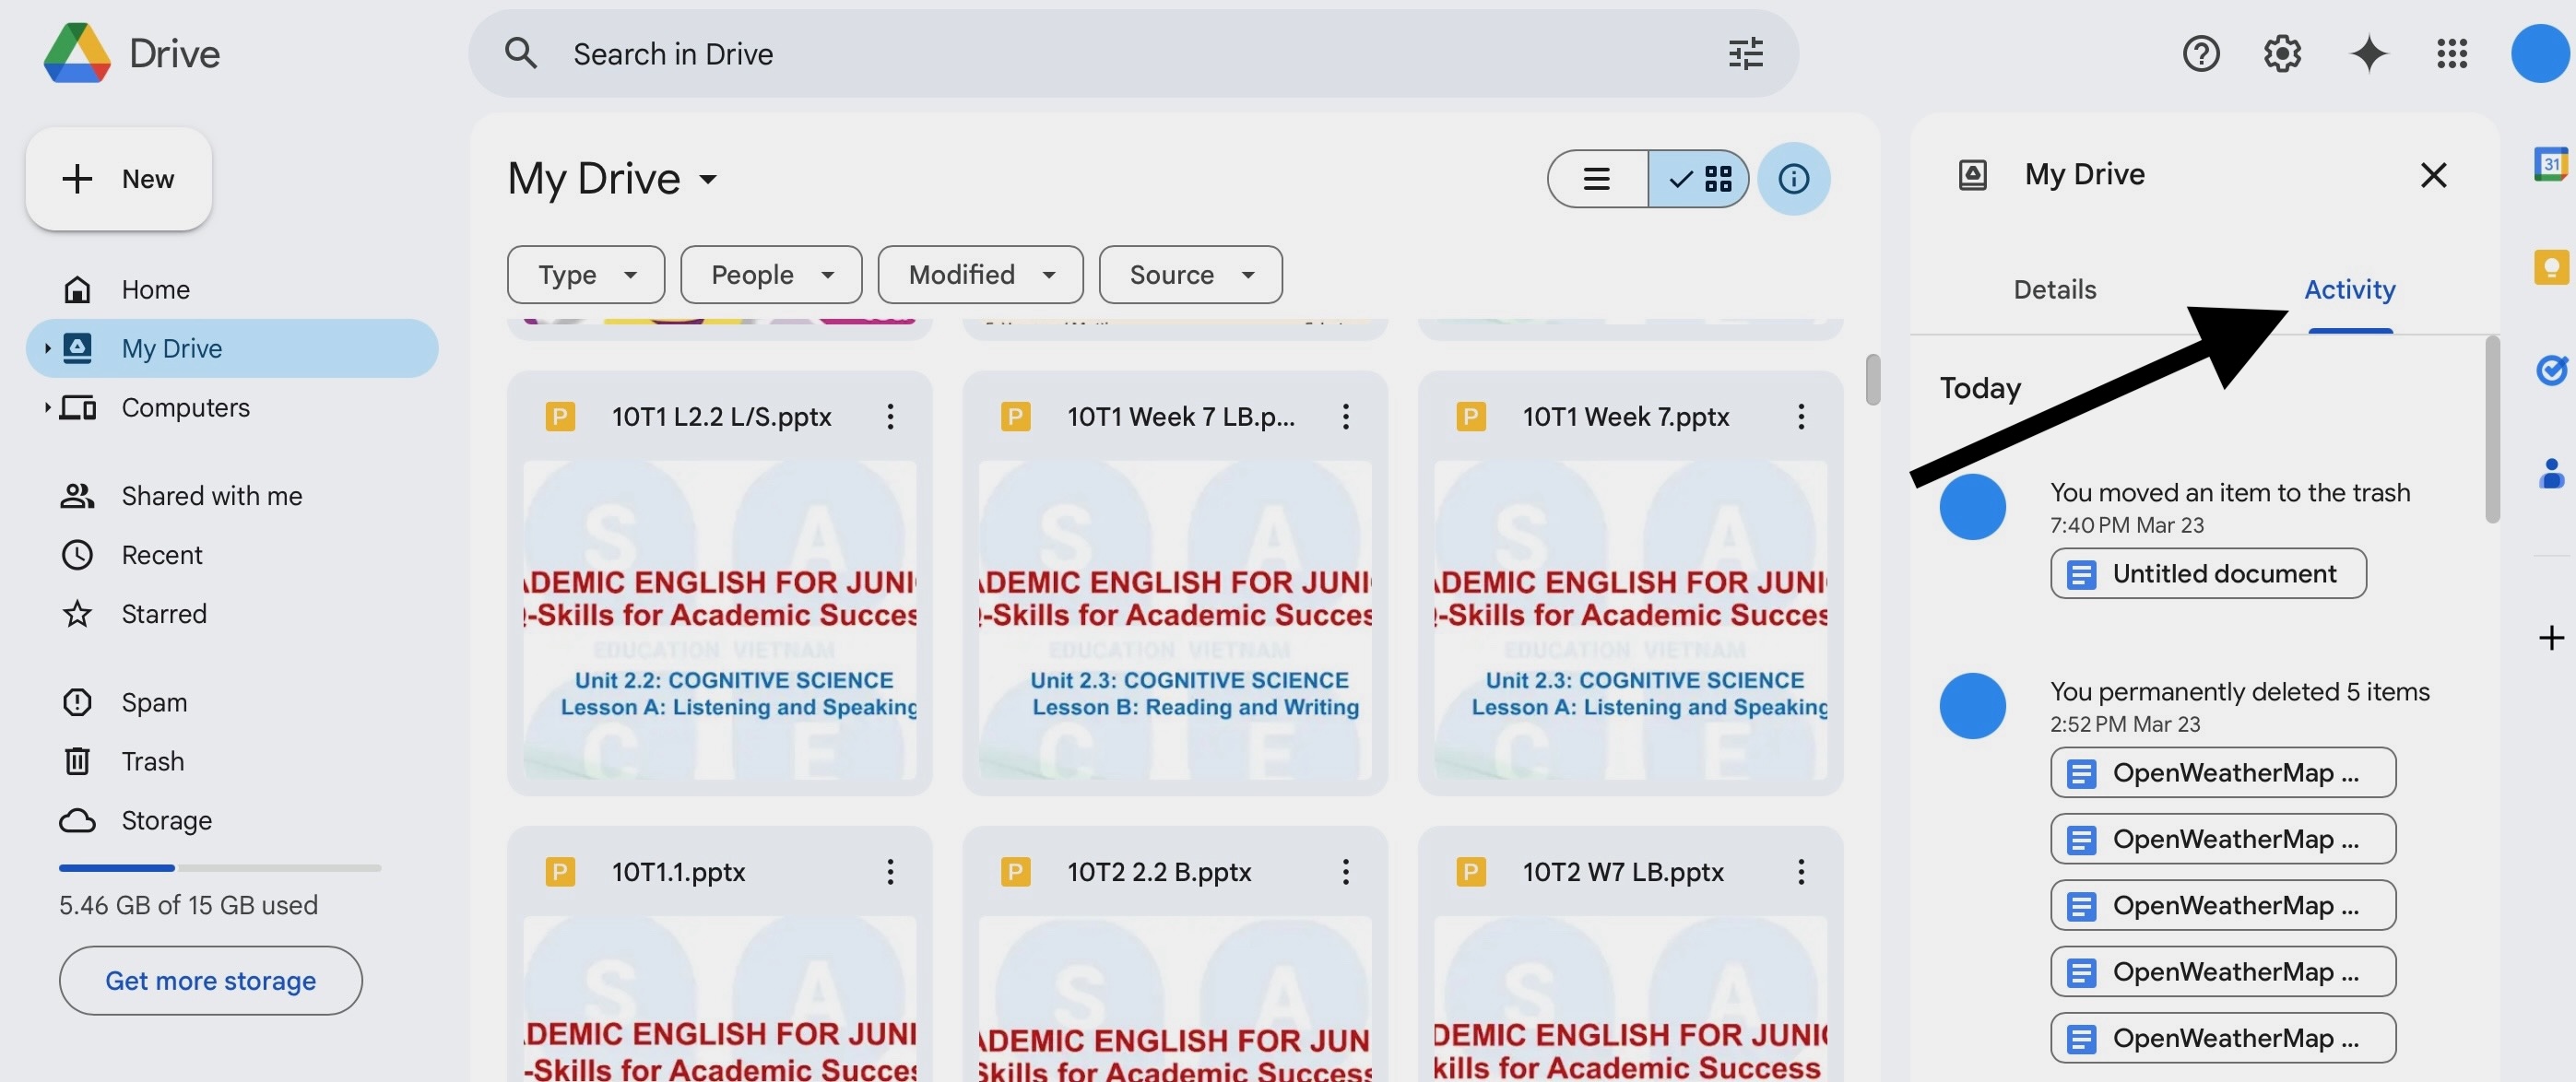 Drive
Search in Drive
New
Home
My Drive
Computers
Shared with me
Recent
Starred
Spam
Trash
Storage
5.46 GB of 15 GB used
Get more storage
My Drive
Type
People
Modified
Source
10T1 L2.2 L/S.pptx
ADEMIC ENGLISH FOR JUNI
-Skills for Academic Succes
EDUCATION VIETNAM
Unit 2.2: COGNITIVE SCIENCE
Lesson A: Listening and Speaking
S A
C E
10T1 Week 7 LB.p...
ADEMIC ENGLISH FOR JUNI
-Skills for Academic Succes
EDUCATION VIETNAM
Unit 2.3: COGNITIVE SCIENCE
Lesson B: Reading and Writing
S A
C E
10T1 Week 7.pptx
ADEMIC ENGLISH FOR JUNI
-Skills for Academic Succes
EDUCATION VIETNAM
Unit 2.3: COGNITIVE SCIENCE
Lesson A: Listening and Speaking
S A
C E
10T1.1.pptx
S A
ADEMIC ENGLISH FOR JUNI
-Skills for Academic Succes
10T2 2.2 B.pptx
S A
ADEMIC ENGLISH FOR JUN
Skills for Academic Success
10T2 W7 LB.pptx
S A
DEMIC ENGLISH FOR JUNIO
kills for Academic Success
My Drive
Details
Activity
Today
You moved an item to the trash
7:40 PM Mar 23
Untitled document
You permanently deleted 5 items
2:52 PM Mar 23
OpenWeatherMap ...
OpenWeatherMap ...
OpenWeatherMap ...
OpenWeatherMap ...
OpenWeatherMap ...
31